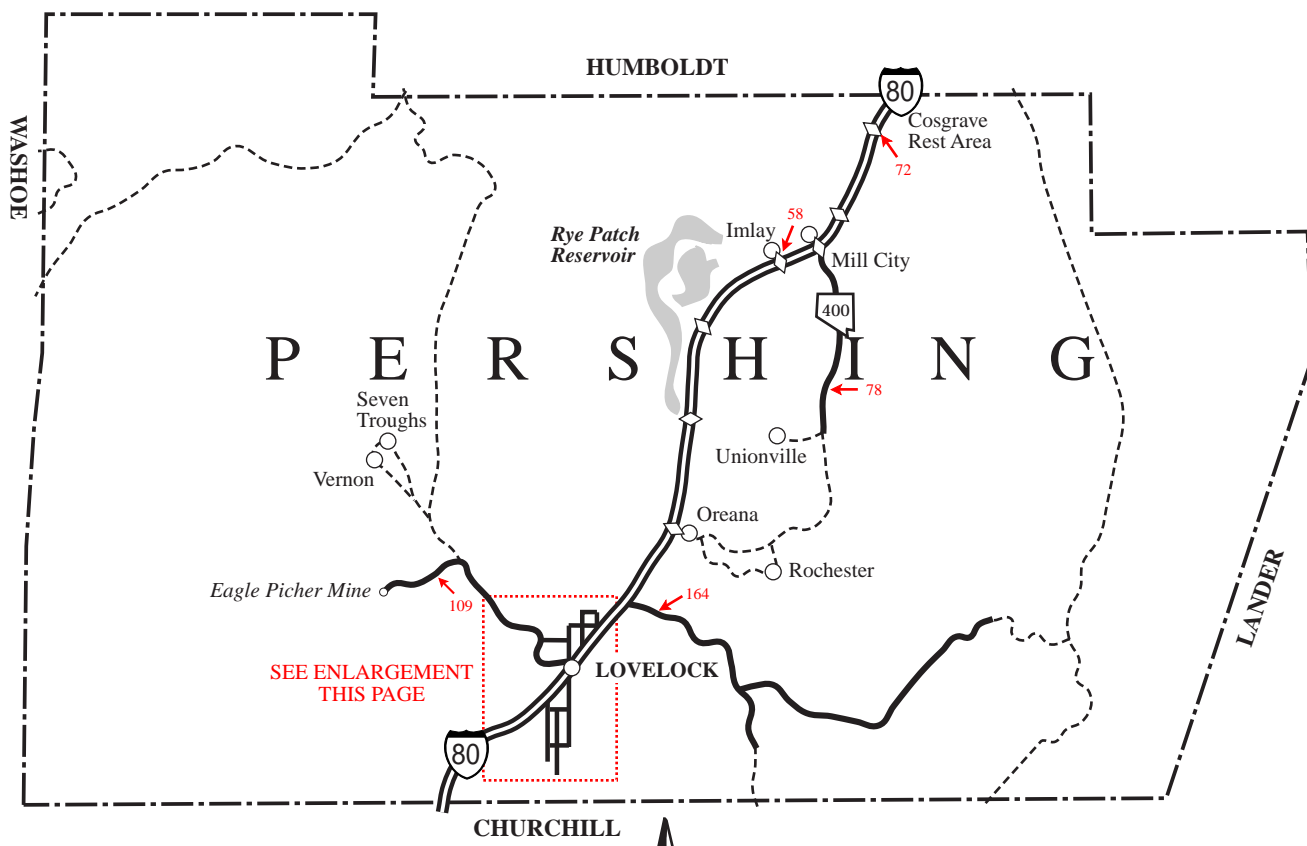 HUMBOLDT
80
Cosgrave
Rest Area
72
WASHOE
Rye Patch
Reservoir
Imlay
58
Mill City
400
P E R S H I N G
78
Seven
Troughs
Vernon
Unionville
Oreana
Rochester
Eagle Picher Mine
109
164
LANDER
SEE ENLARGEMENT
THIS PAGE
LOVELOCK
80
CHURCHILL